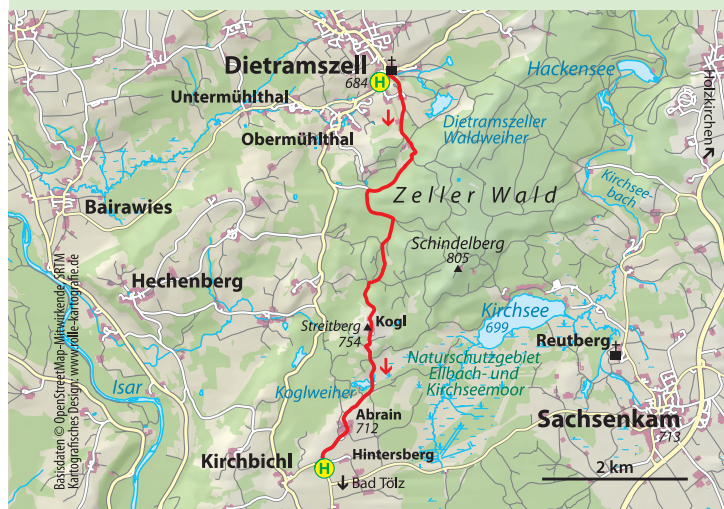 Dietramszell
684
H
Hackensee
Holzkirchen
Untermühlthal
Dietramszeller
Waldweiher
Obermühlthal
Kirchsee-
bach
Zeller Wald
Bairawies
Schindelberg
805
Hechenberg
Kirchsee
699
Streitberg
754
Kogl
Reutberg
Naturschutzgebiet
Ellbach- und
Kirchseemoor
Isar
Koglweiher
Abrain
712
Sachsenkam
713
Kirchbichl
Hintersberg
H
Bad Tölz
2 km
Basisdaten © OpenStreetMap-Mitwirkende, SRTM
Kartografisches Design: www.rolle-kartografie.de